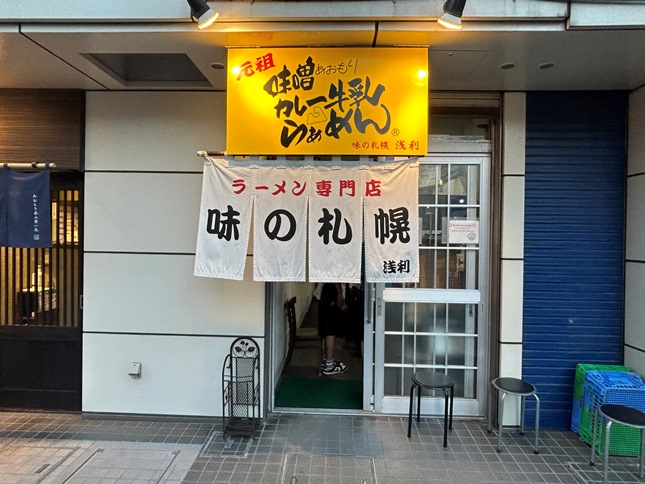 元祖
味噌
あおもり
カレー牛乳
らぁめん®
味の札幌 浅利
ラーメン専門店
味の札幌
浅利